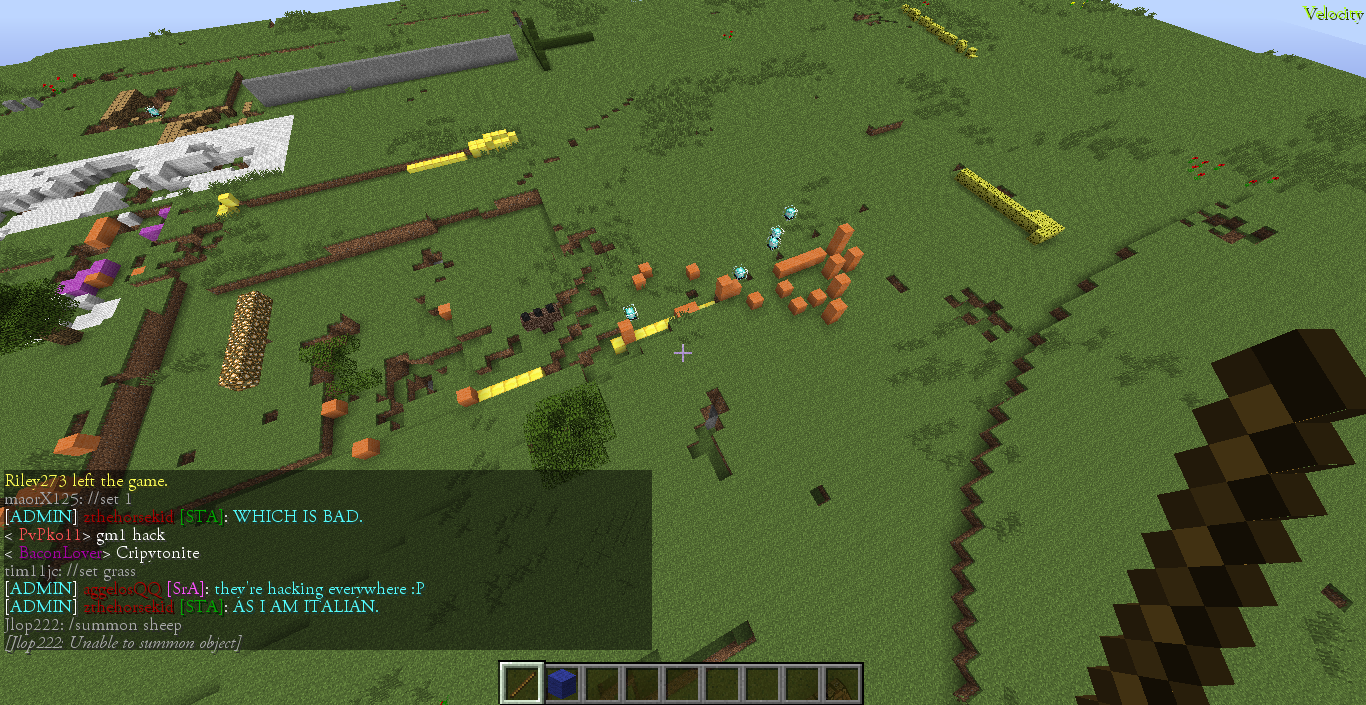 Velocity
Riley273 left the game.
maorX125: //set 1
[ADMIN] zthehorsekid [STA]: WHICH IS BAD.
< PvPko11> gm1 hack
< BaconLover> Cripytonite
tim11jc: //set grass
[ADMIN] aggelosQQ [SrA]: they're hacking everywhere :P
[ADMIN] zthehorsekid [STA]: AS I AM ITALIAN.
Jlop222: /summon sheep
[Jlop222: Unable to summon object]